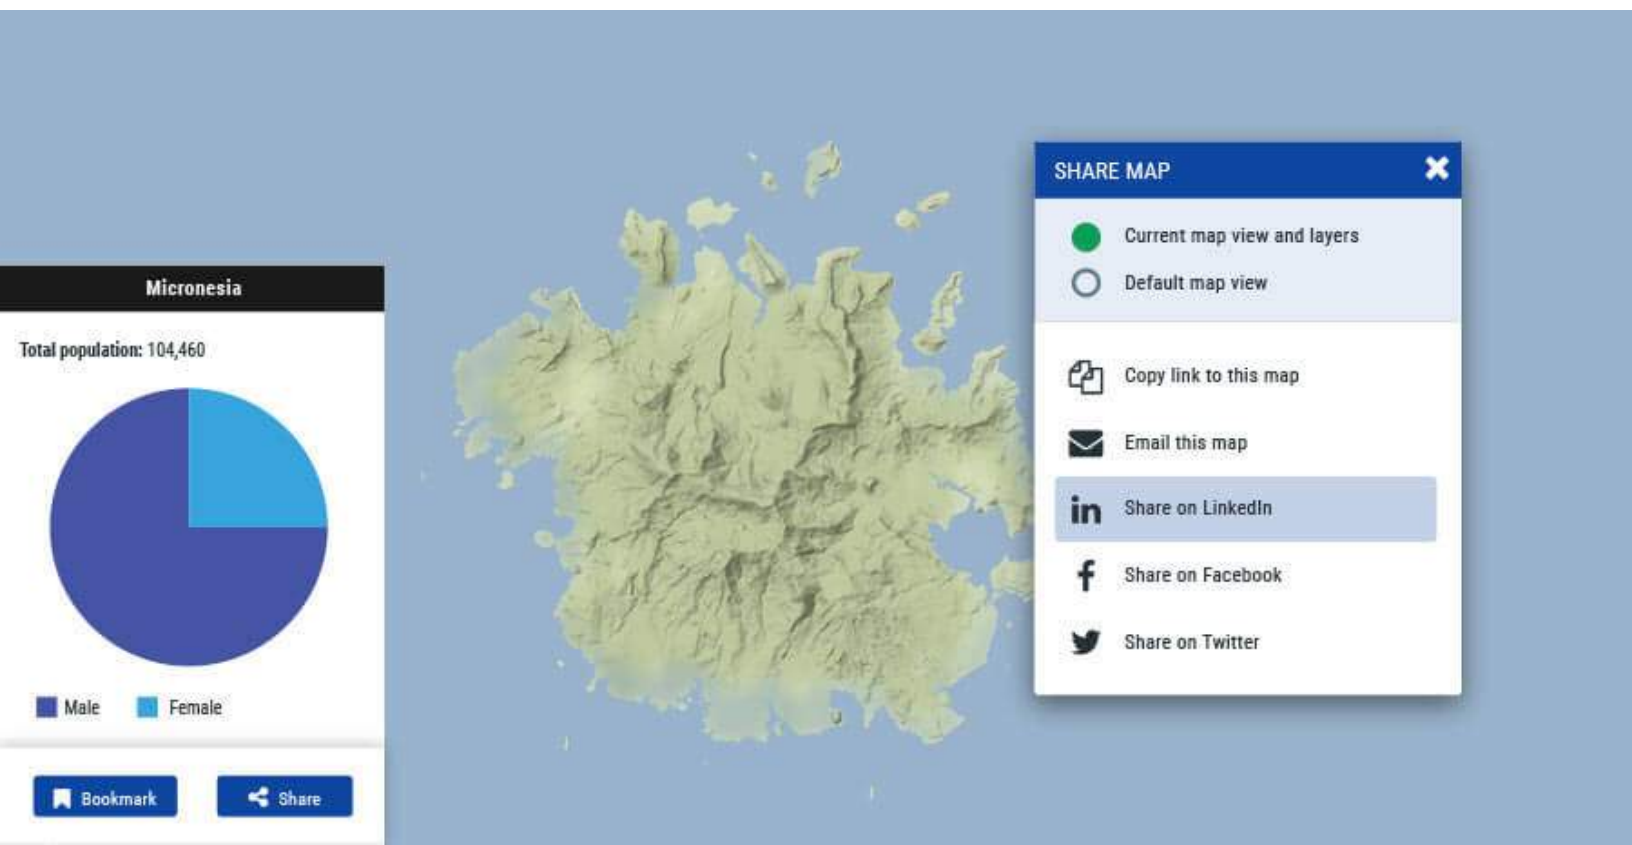 Micronesia
Total population: 104,460
Male
Female
Bookmark
Share
SHARE MAP
Current map view and layers
Default map view
Copy link to this map
Email this map
in Share on LinkedIn
f Share on Facebook
Share on Twitter